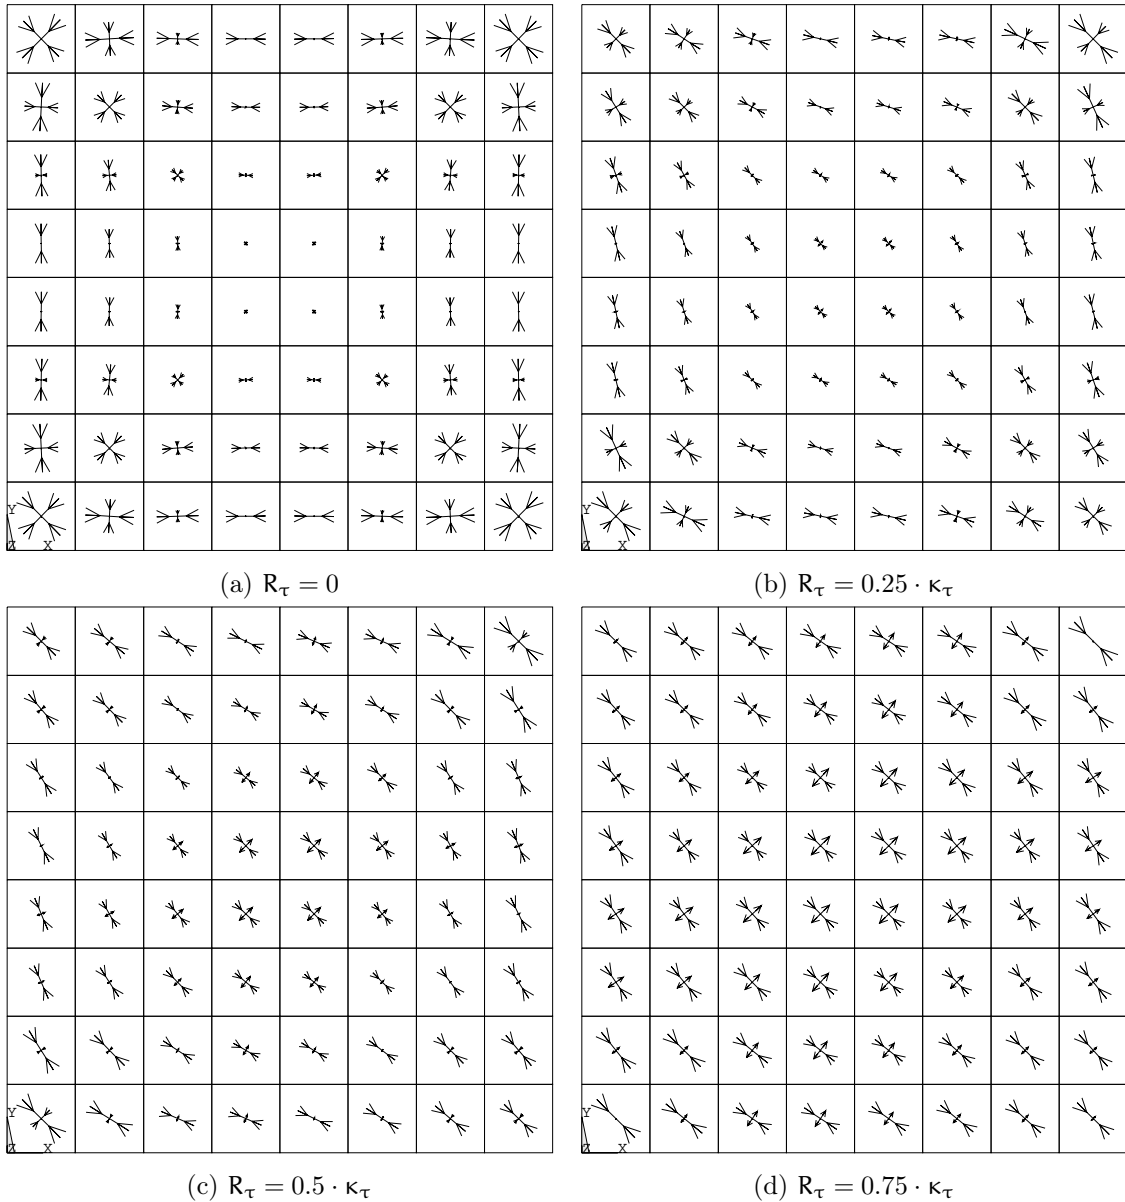 Y
Z X
Y
Z X
(a) R_τ = 0
(b) R_τ = 0.25 · κ_τ
Y
Z X
Y
Z X
(c) R_τ = 0.5 · κ_τ
(d) R_τ = 0.75 · κ_τ